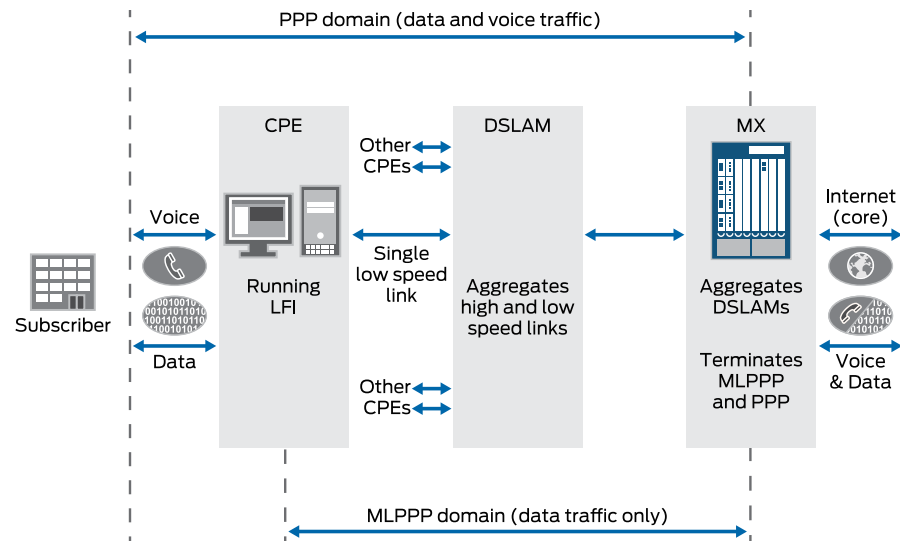 PPP domain (data and voice traffic)
CPE
DSLAM
MX
Other
CPEs
Voice
Single
low speed
link
Internet
(core)
Subscriber
Running
LFI
Aggregates
high and low
speed links
Aggregates
DSLAMs
Data
Other
CPEs
Terminates
MLPPP
and PPP
Voice
& Data
MLPPP domain (data traffic only)